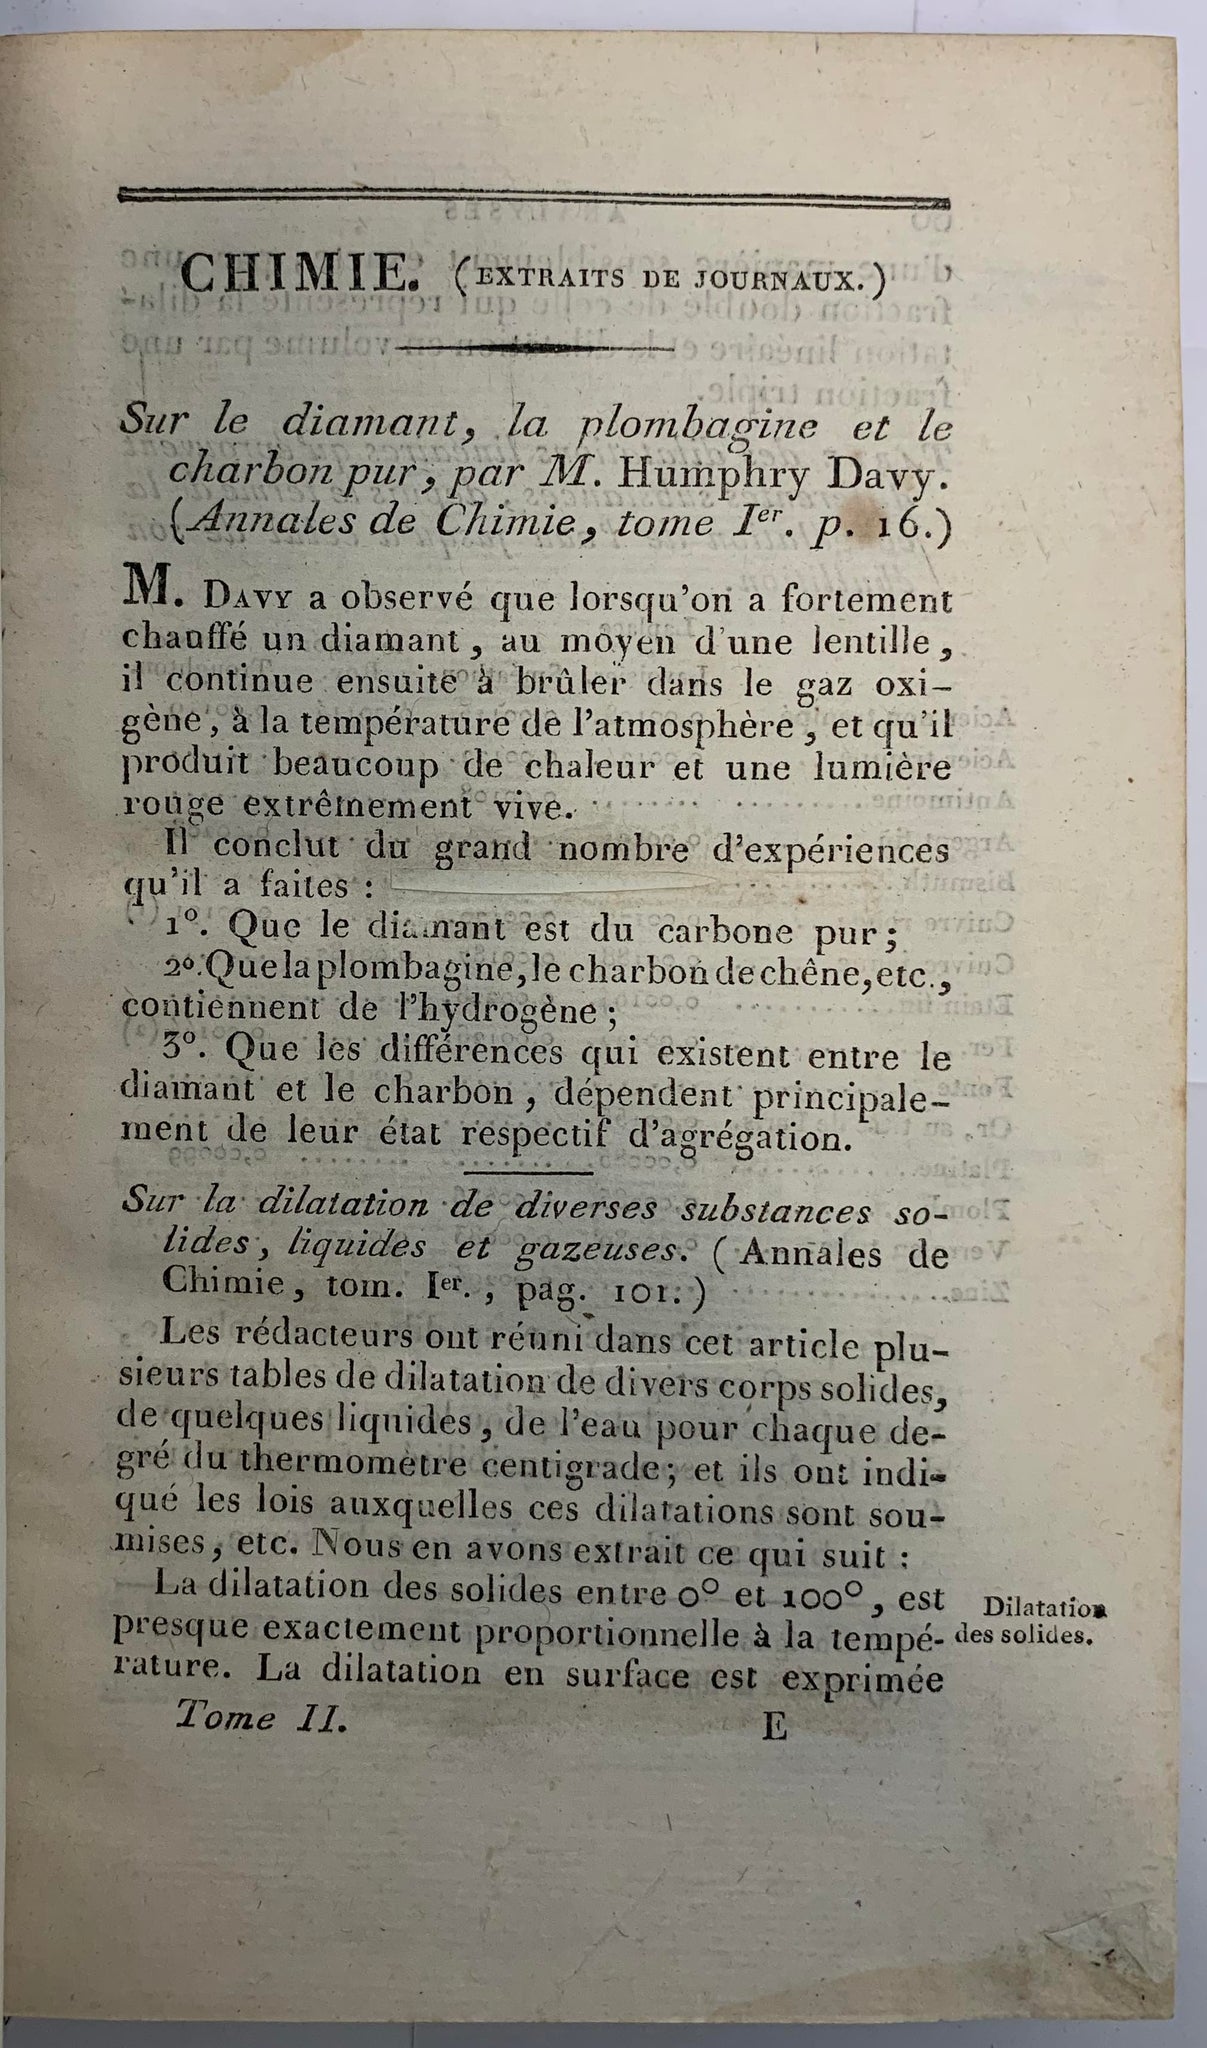 CHIMIE. (EXTRAITS DE JOURNAUX.)
Sur le diamant, la plombagine et le
charbon pur, par M. Humphry Davy.
(Annales de Chimie, tome Ier. p. 16.)
M. DAVY a observé que lorsqu'on a fortement
chauffé un diamant, au moyen d'une lentille,
il continue ensuite à brûler dans le gaz oxi-
gène, à la température de l'atmosphère, et qu'il
produit beaucoup de chaleur et une lumière
rouge extrêmement vive.
Il conclut du grand nombre d'expériences
qu'il a faites :
1º. Que le diamant est du carbone pur;
2º. Que la plombagine, le charbon de chêne, etc.,
contiennent de l'hydrogène;
3º. Que les différences qui existent entre le
diamant et le charbon, dépendent principale-
ment de leur état respectif d'agrégation.
Sur la dilatation de diverses substances so-
lides, liquides et gazeuses. (Annales de
Chimie, tom. Ier., pag. 101.)
Les rédacteurs ont réuni dans cet article plu-
sieurs tables de dilatation de divers corps solides,
de quelques liquides, de l'eau pour chaque de-
gré du thermomètre centigrade; et ils ont indi-
qué les lois auxquelles ces dilatations sont sou-
mises, etc. Nous en avons extrait ce qui suit :
La dilatation des solides entre 0º et 100º, est
presque exactement proportionnelle à la tempé-
rature. La dilatation en surface est exprimée
Dilatation
des solides.
Tome II. E